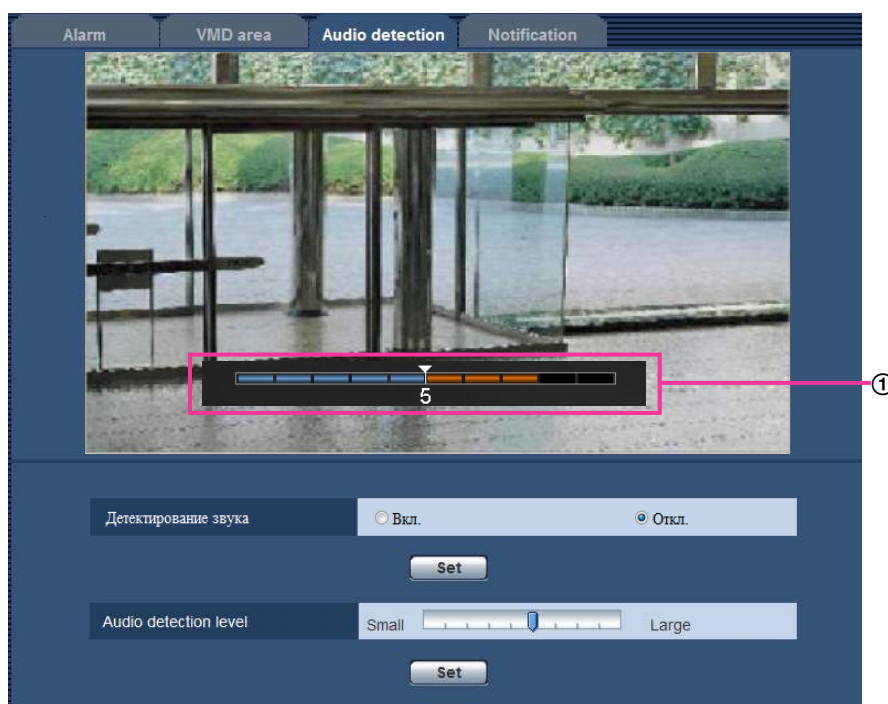 Alarm VMD area Audio detection Notification
5
①
Детектирование звука Вкл. Откл.
Set
Audio detection level Small Large
Set